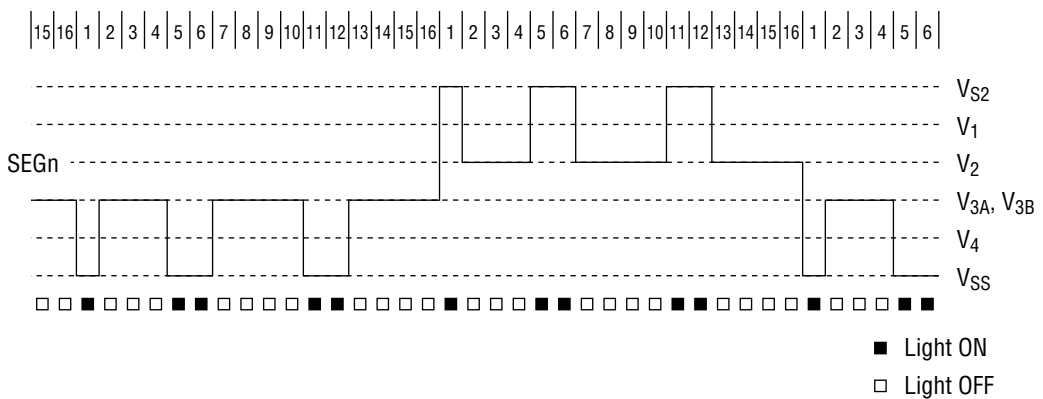 15 16 1 2 3 4 5 6 7 8 9 10 11 12 13 14 15 16 1 2 3 4 5 6 7 8 9 10 11 12 13 14 15 16 1 2 3 4 5 6
VS2
V1
SEGn
V2
V3A, V3B
V4
VSS
Light ON
Light OFF